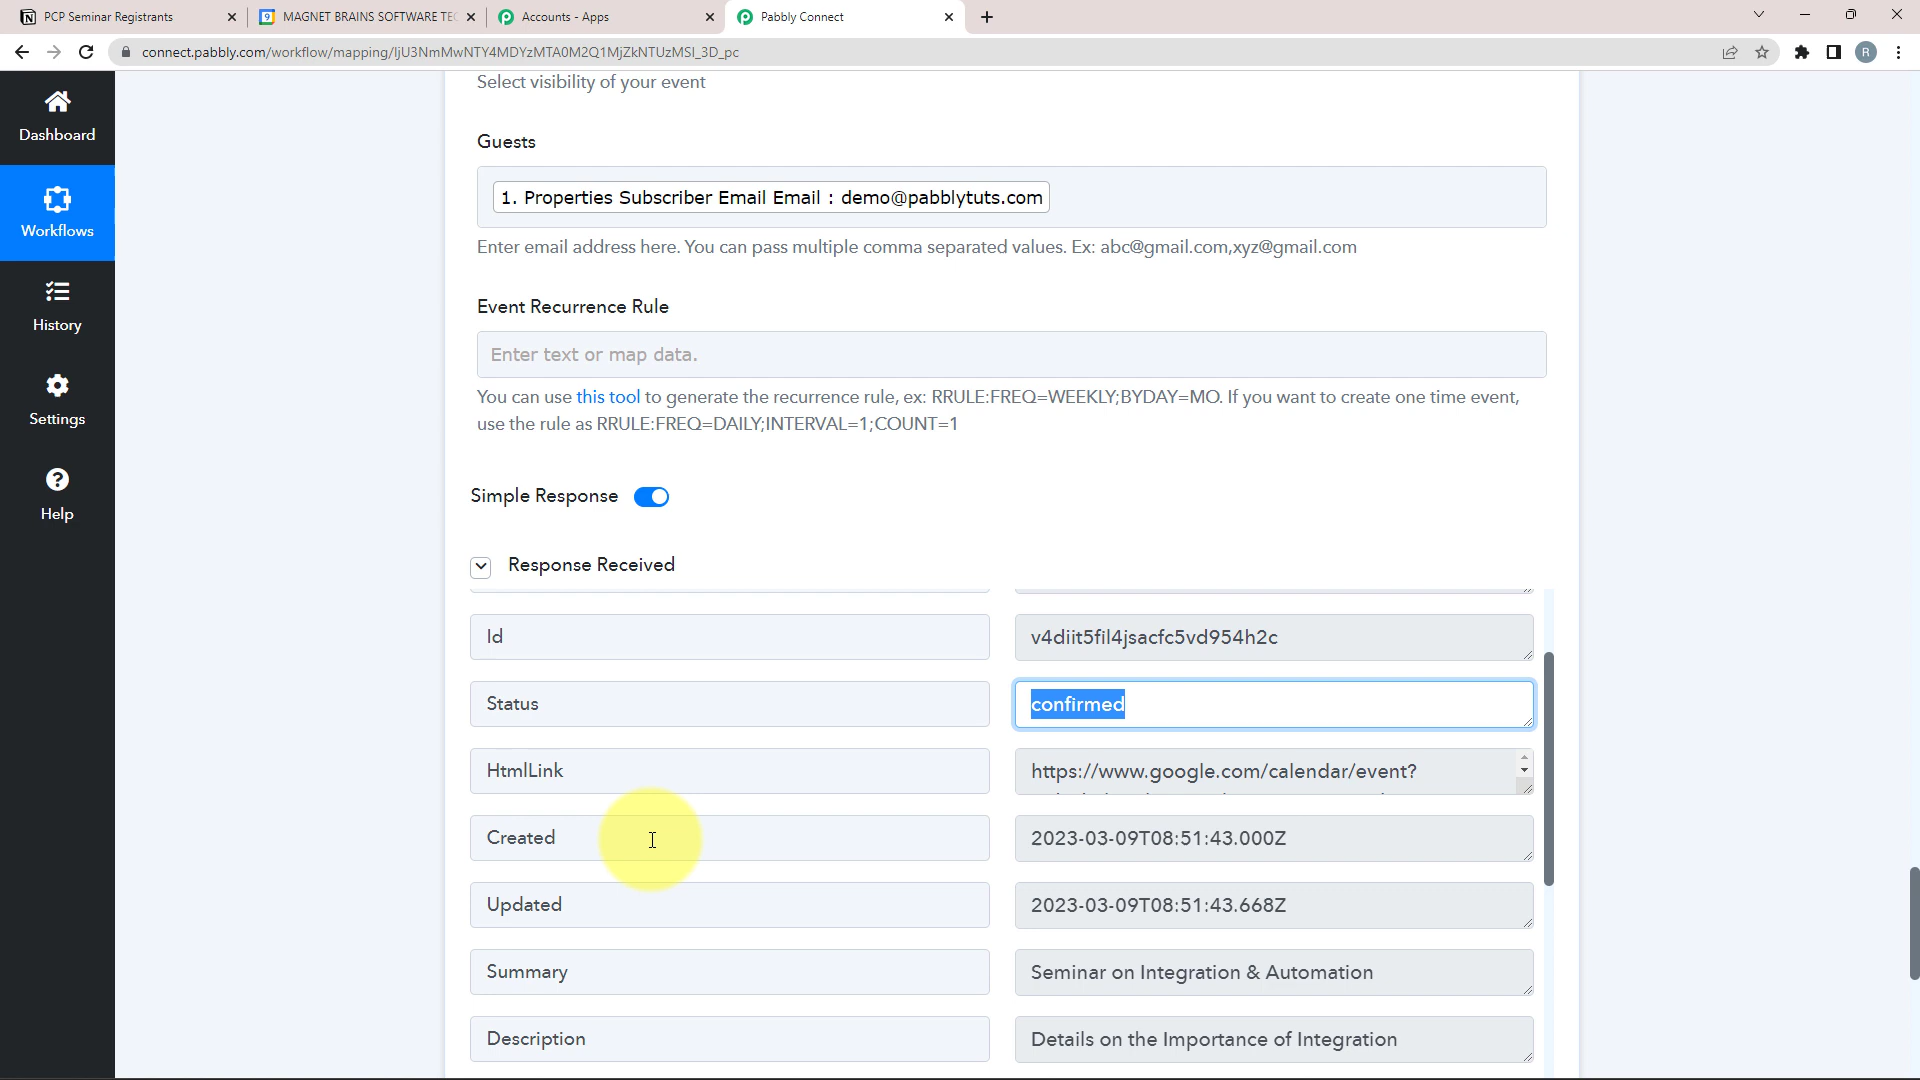 PCP Seminar Registrants
MAGNET BRAINS SOFTWARE TEC
Accounts - Apps
Pabbly Connect
connect.pabbly.com/workflow/mapping/IjU3NmMwNTY4MDYzMTA0M2Q1MjZkNTUzMSI_3D_pc
R
Select visibility of your event
Dashboard
Guests
1. Properties Subscriber Email Email : demo@pabblytuts.com
Workflows
Enter email address here. You can pass multiple comma separated values. Ex: abc@gmail.com,xyz@gmail.com
History
Event Recurrence Rule
Enter text or map data.
You can use this tool to generate the recurrence rule, ex: RRULE:FREQ=WEEKLY;BYDAY=MO. If you want to create one time event,
use the rule as RRULE:FREQ=DAILY;INTERVAL=1;COUNT=1
Settings
Simple Response
Help
Response Received
Id
v4diit5fil4jsacfc5vd954h2c
Status
confirmed
HtmlLink
https://www.google.com/calendar/event?
Created
2023-03-09T08:51:43.000Z
Updated
2023-03-09T08:51:43.668Z
Summary
Seminar on Integration & Automation
Description
Details on the Importance of Integration